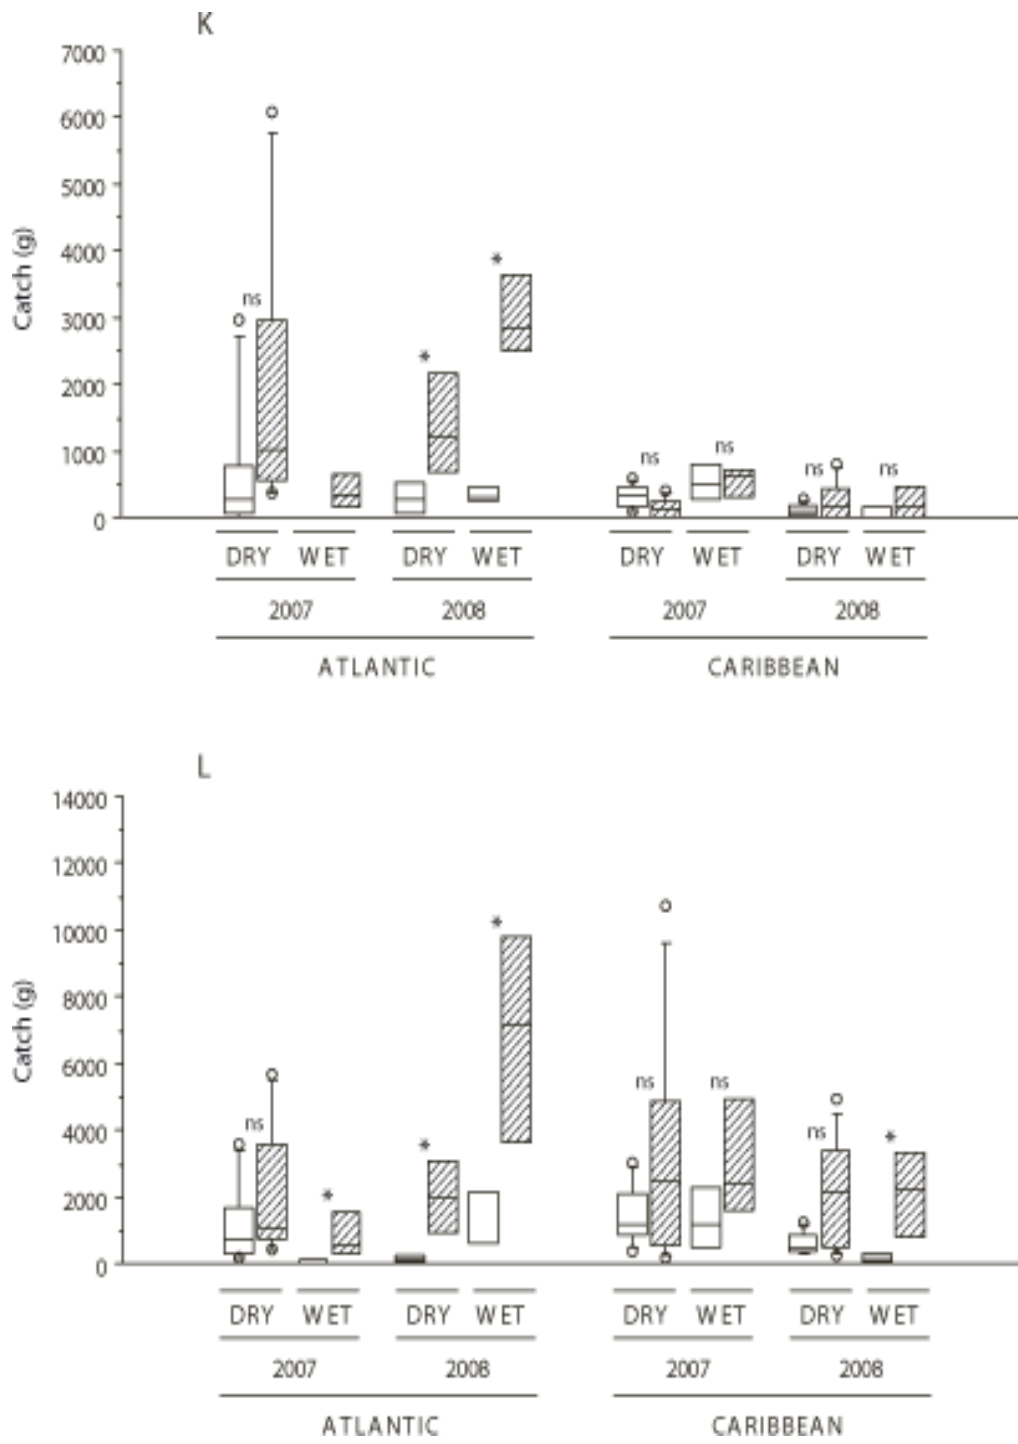 K
7000
6000
5000
4000
3000
2000
1000
0
Catch (g)
ns
*
*
ns
ns
ns
ns
DRY WET DRY WET DRY WET DRY WET
2007 2008 2007 2008
ATLANTIC CARIBBEAN
L
14000
12000
10000
8000
6000
4000
2000
0
Catch (g)
ns
*
*
*
ns
ns
ns
*
DRY WET DRY WET DRY WET DRY WET
2007 2008 2007 2008
ATLANTIC CARIBBEAN